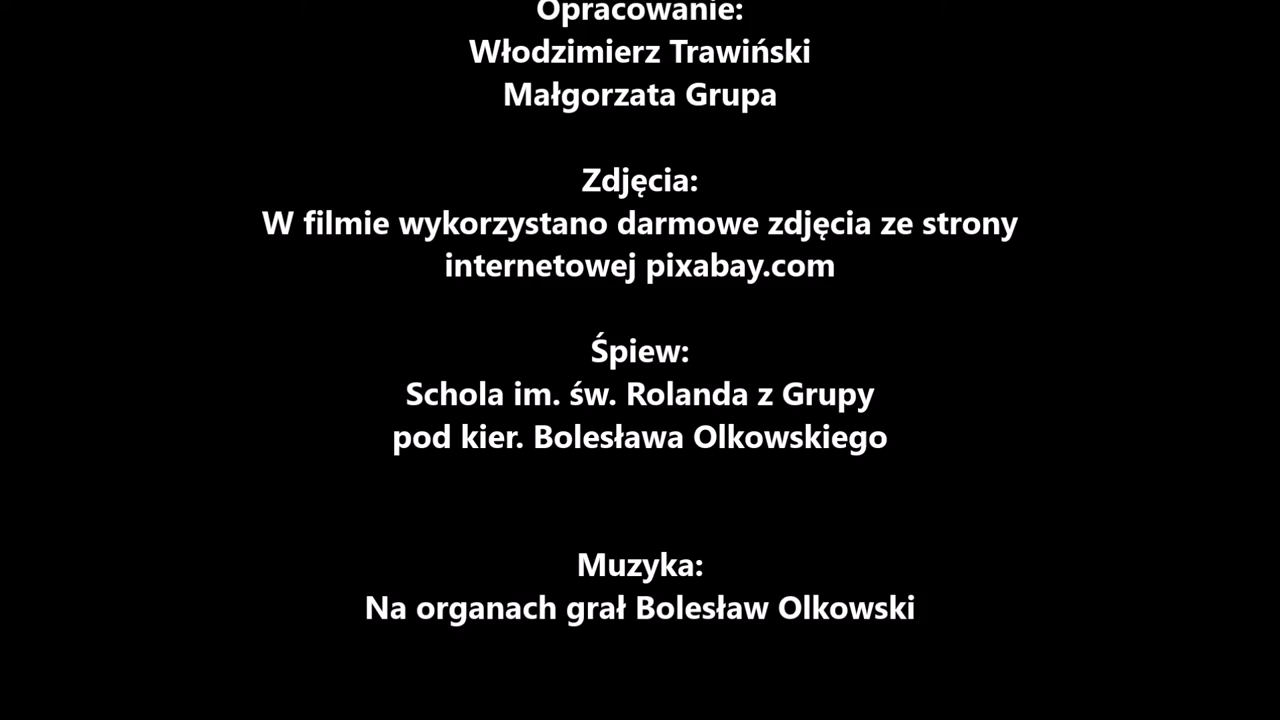 Opracowanie:
Włodzimierz Trawiński
Małgorzata Grupa
Zdjęcia:
W filmie wykorzystano darmowe zdjęcia ze strony
internetowej pixabay.com
Śpiew:
Schola im. św. Rolanda z Grupy
pod kier. Bolesława Olkowskiego
Muzyka:
Na organach grał Bolesław Olkowski